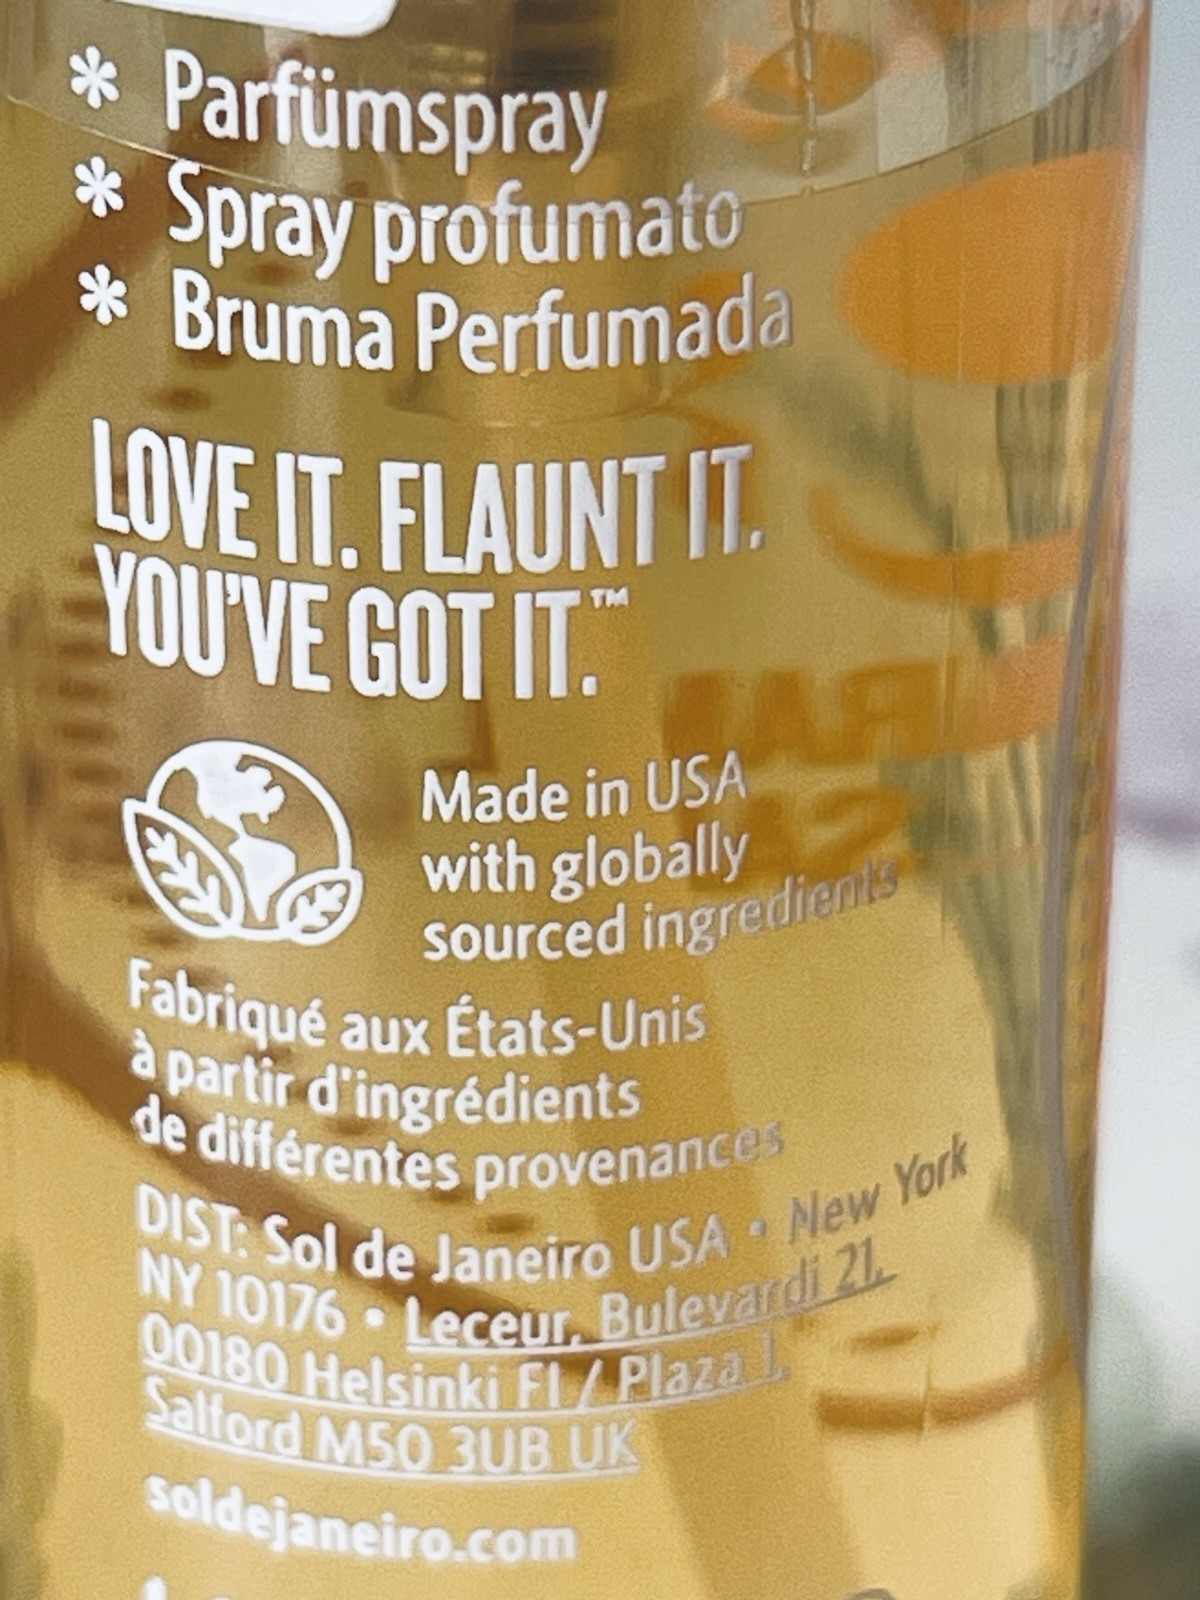 * Parfümspray
* Spray profumato
* Bruma Perfumada
LOVE IT. FLAUNT IT.
YOU'VE GOT IT.™
Made in USA
with globally
sourced ingredients
Fabriqué aux États-Unis
à partir d'ingrédients
de différentes provenances
DIST: Sol de Janeiro USA • New York
NY 10176 • Leceur, Bulevardi 21,
00180 Helsinki FI / Plaza 1,
Salford M50 3UB UK
soldejaneiro.com